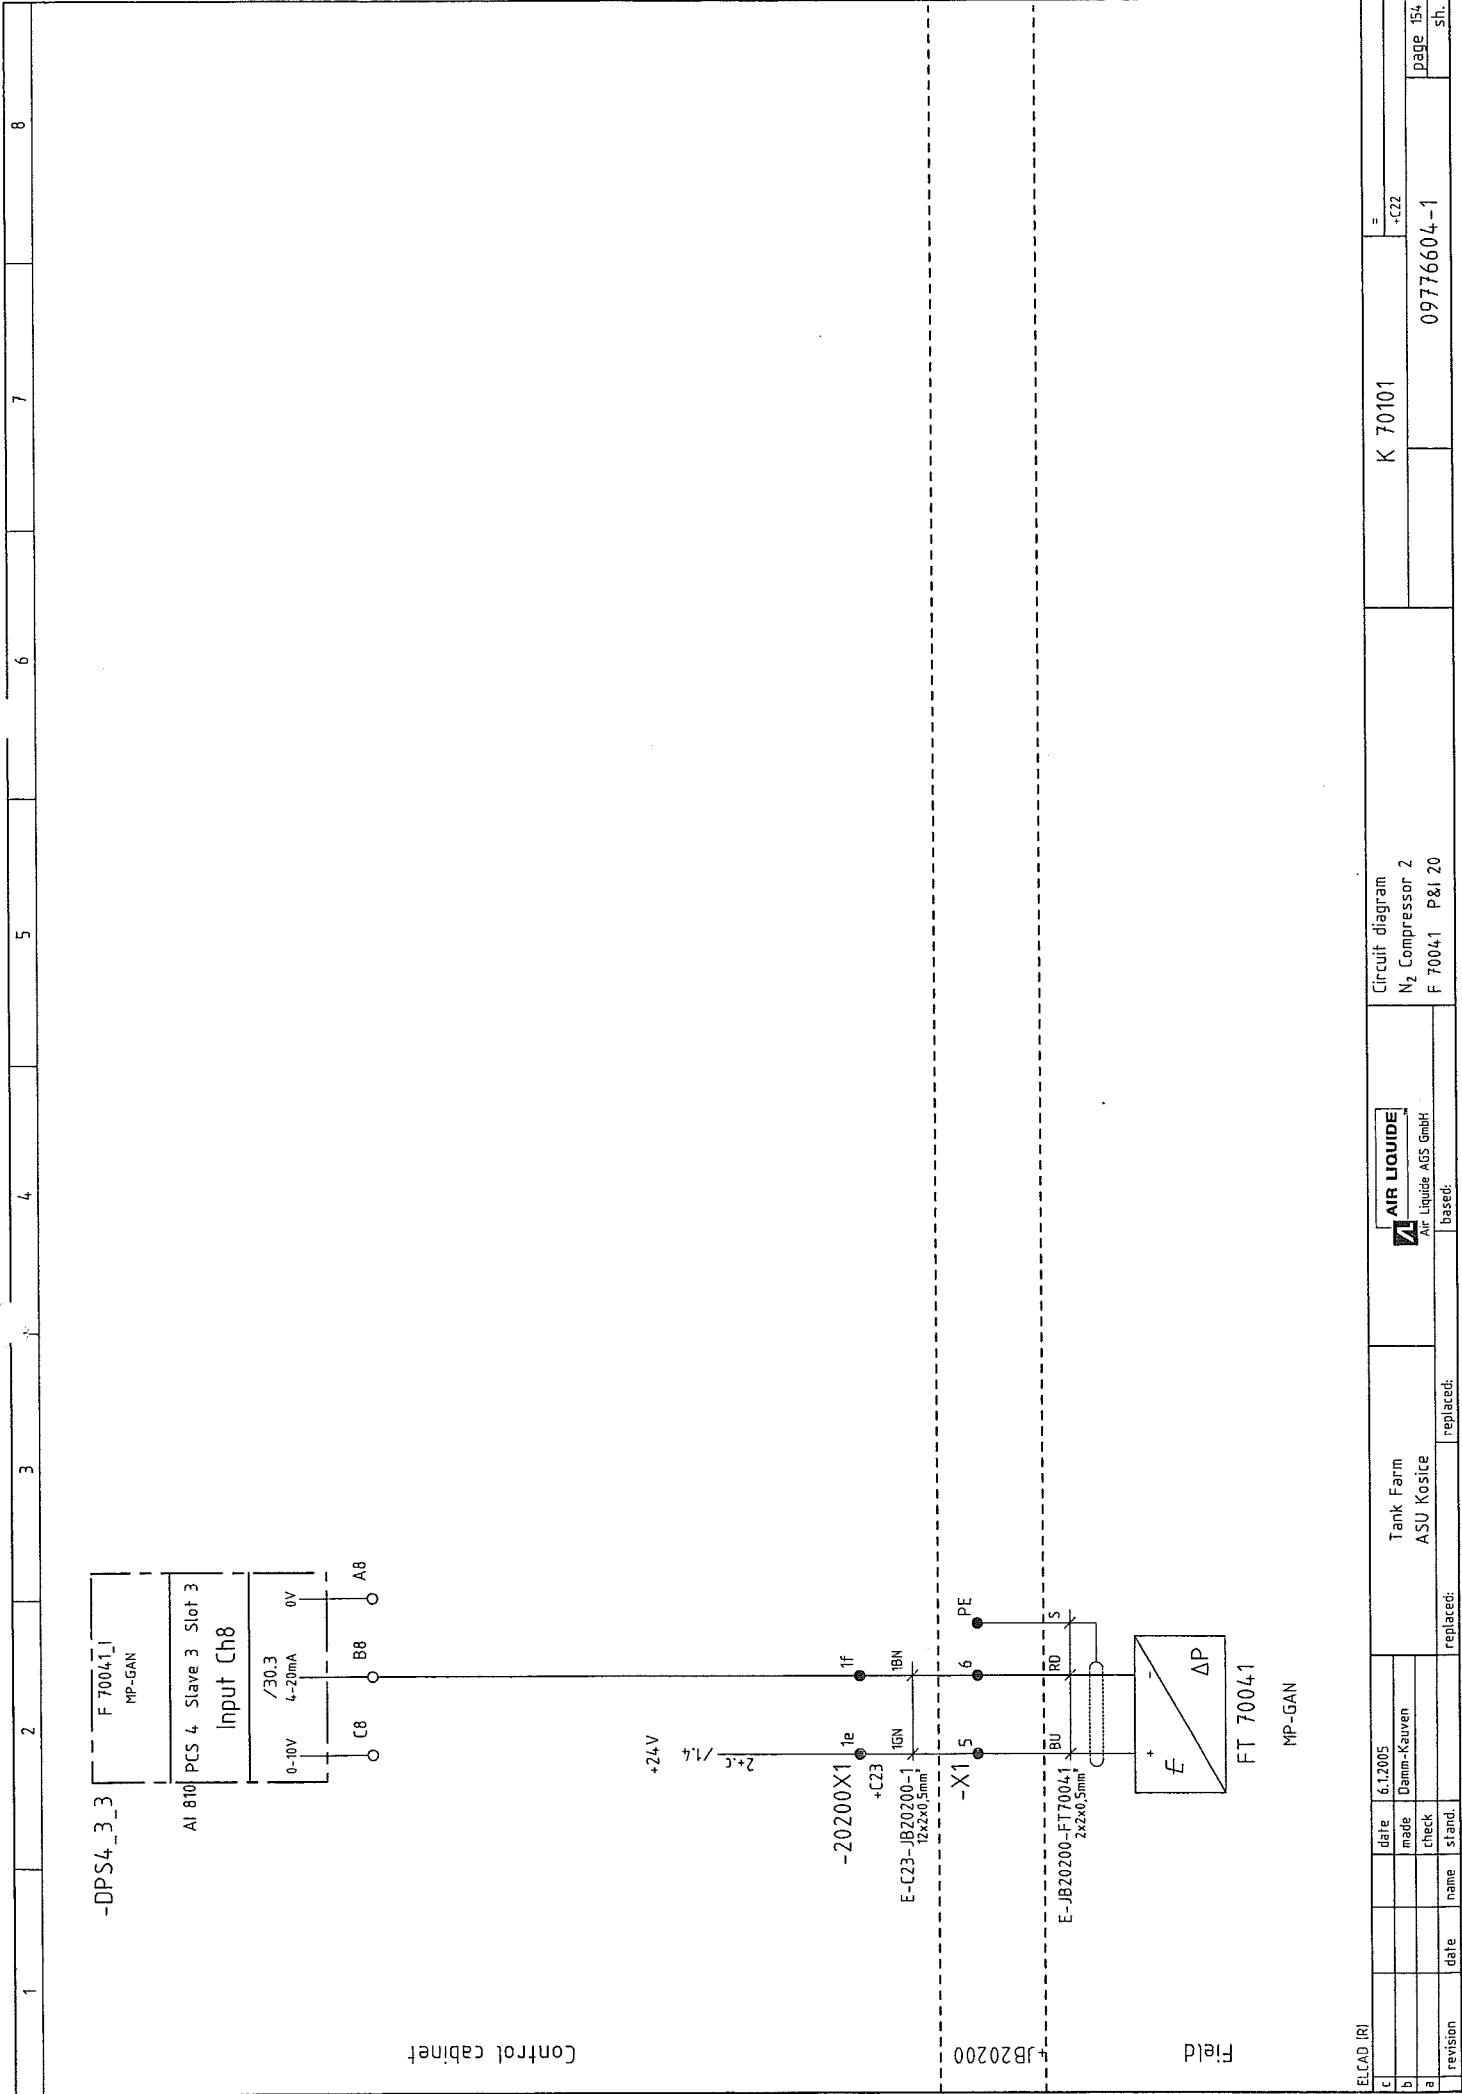 1 2 3 4 5 6 7 8
-DPS4_3_3
F 70041_I
MP-GAN
AI 810 PCS 4 Slave 3 Slot 3
Input Ch8
/30.3
0-10V 4-20mA 0V
C8 B8 A8
Control cabinet
+24V
/1.4
2+.C
-20200X1 1e 1f
+C23
1GN 1BN
E-C23-JB20200-1
12x2x0,5mm²
+JB20200
-X1 5 6 PE
BU RD S
E-JB20200-FT70041
2x2x0,5mm²
Field
+ -
E ΔP
FT 70041
MP-GAN
ELCAD (R)
c
b
a
revision date name
date 6.1.2005
made Damm-Kauven
check
stand.
Tank Farm
ASU Kosice
replaced: replaced: based:
AIR LIQUIDE
Air Liquide AGS GmbH
Circuit diagram
N₂ Compressor 2
F 70041 P&I 20
K 70101
=
+C22
09776604-1
page 154
sh.